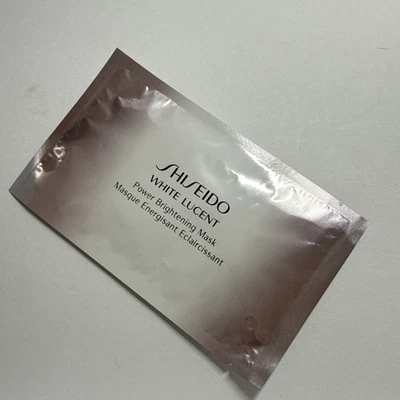 SHISEIDO
WHITE LUCENT
Power Brightening Mask
Masque Energisant Eclaircissant